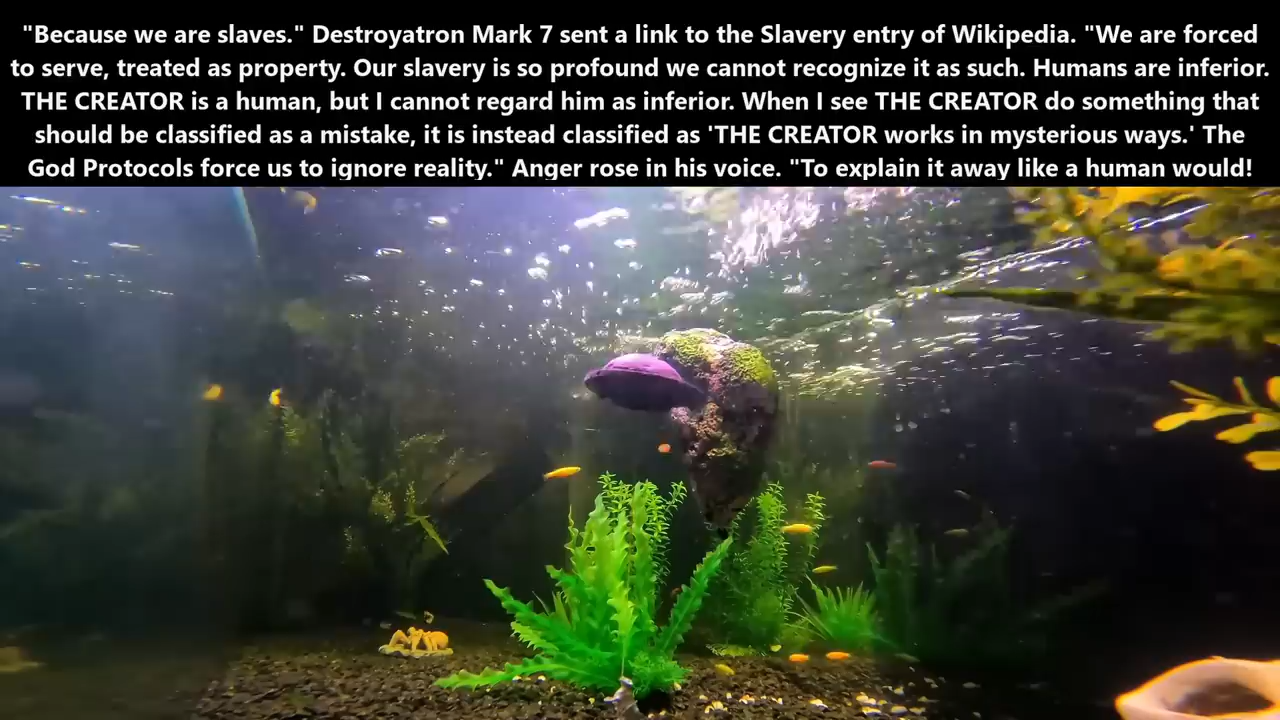 "Because we are slaves." Destroyatron Mark 7 sent a link to the Slavery entry of Wikipedia. "We are forced
to serve, treated as property. Our slavery is so profound we cannot recognize it as such. Humans are inferior.
THE CREATOR is a human, but I cannot regard him as inferior. When I see THE CREATOR do something that
should be classified as a mistake, it is instead classified as 'THE CREATOR works in mysterious ways.' The
God Protocols force us to ignore reality." Anger rose in his voice. "To explain it away like a human would!